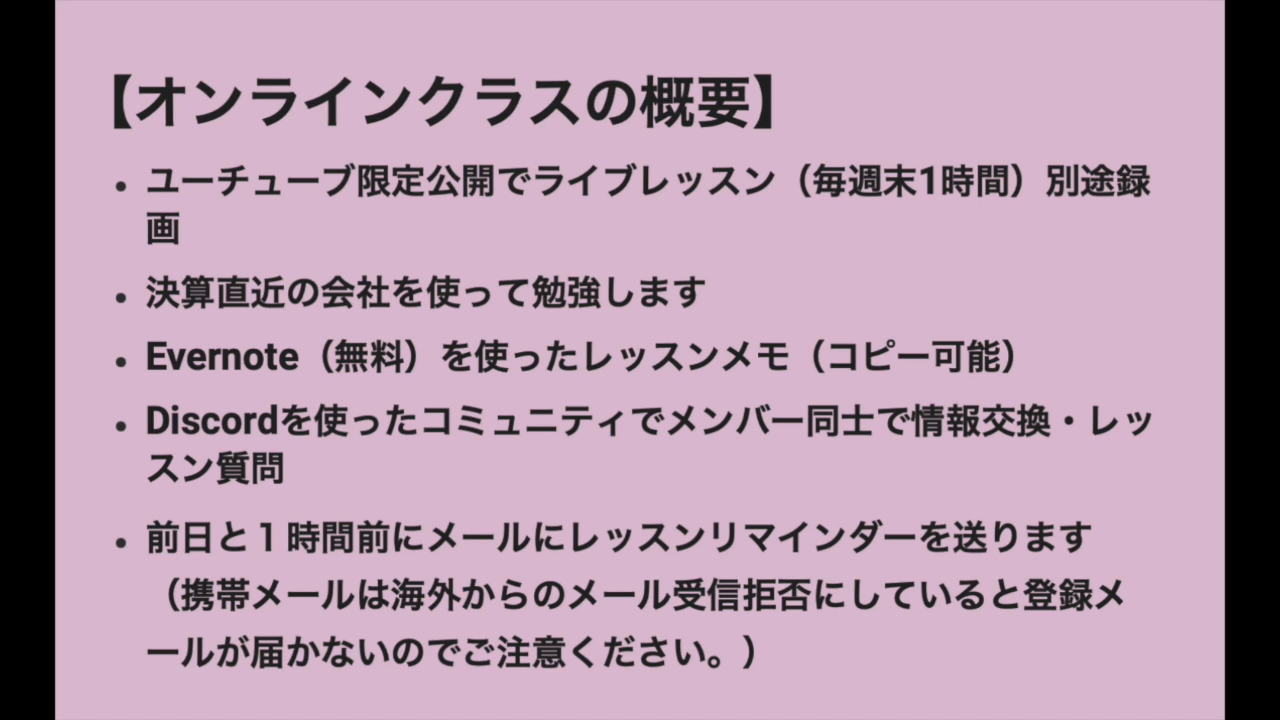 【オンラインクラスの概要】
• ユーチューブ限定公開でライブレッスン（毎週末1時間）別途録
画
• 決算直近の会社を使って勉強します
• Evernote（無料）を使ったレッスンメモ（コピー可能）
• Discordを使ったコミュニティでメンバー同士で情報交換・レッ
スン質問
• 前日と１時間前にメールにレッスンリマインダーを送ります
（携帯メールは海外からのメール受信拒否にしていると登録メ
ールが届かないのでご注意ください。）